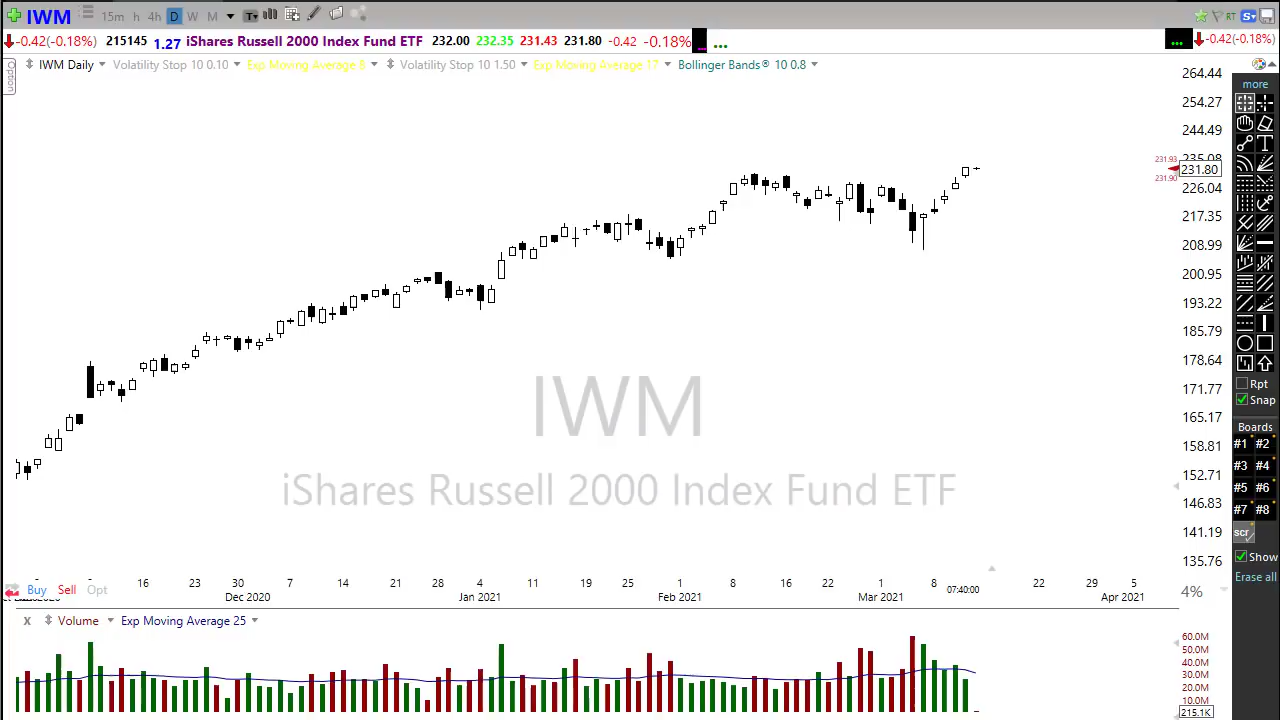 IWM 15m h 4h D W M T RT S
-0.42(-0.18%) 215145 1.27 iShares Russell 2000 Index Fund ETF 232.00 232.35 231.43 231.80 -0.42 -0.18% ... ... -0.42(-0.18%)
Option IWM Daily Volatility Stop 10 0.10 Exp Moving Average 8 Volatility Stop 10 1.50 Exp Moving Average 17 Bollinger Bands® 10 0.8
264.44
more
254.27
244.49
235.08
231.93
231.80
231.90
226.04
217.35
208.99
200.95
193.22
185.79
178.64
171.77
165.17
158.81
152.71
146.83
141.19
135.76
IWM
iShares Russell 2000 Index Fund ETF
Rpt
Snap
Boards
#1 #2
#3 #4
#5 #6
#7 #8
scr
Show
Erase all
16 23 30 7 14 21 28 4 11 19 25 1 8 16 22 1 8 22 29 5
Buy Sell Opt 07:40:00 4%
Dec 2020 Jan 2021 Feb 2021 Mar 2021 Apr 2021
x Volume Exp Moving Average 25
60.0M
50.0M
40.0M
30.0M
20.0M
10.0M
215.1K